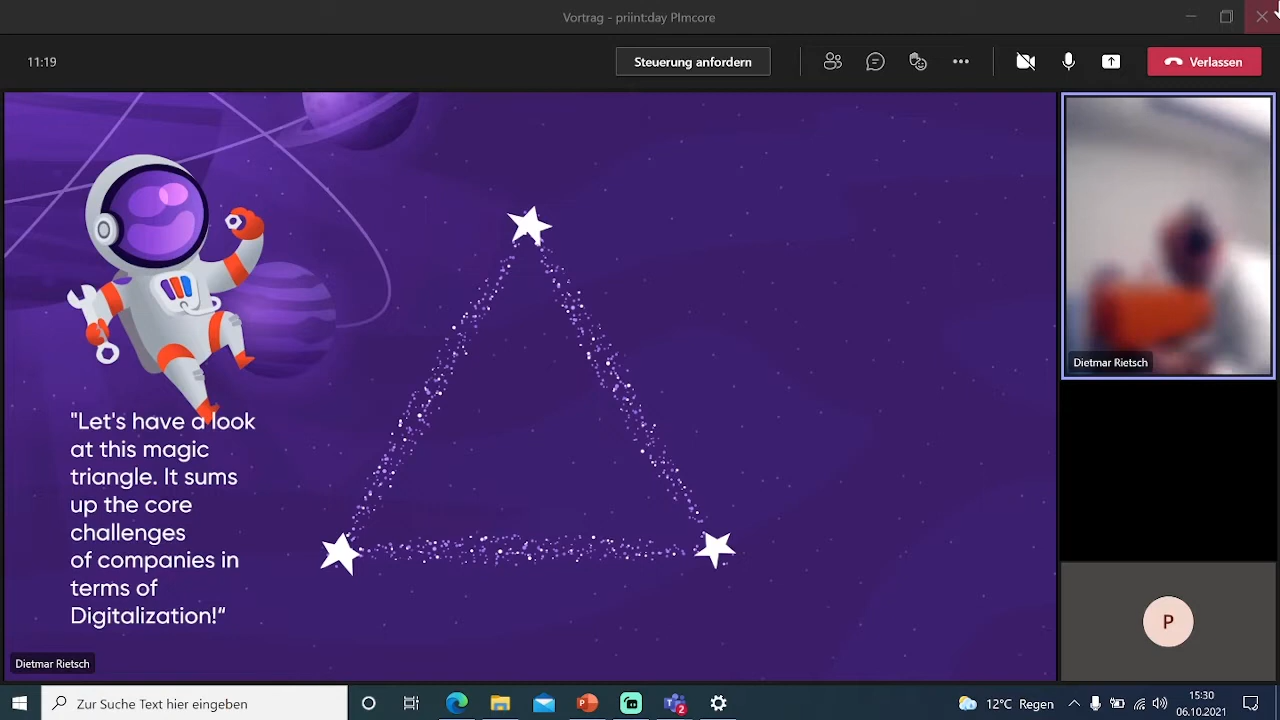 Vortrag - priint:day PImcore
11:19
Steuerung anfordern
Verlassen
Dietmar Rietsch
"Let's have a look
at this magic
triangle. It sums
up the core
challenges
of companies in
terms of
Digitalization!“
Dietmar Rietsch
P
Zur Suche Text hier eingeben
P
2
12°C Regen
15:30
06.10.2021